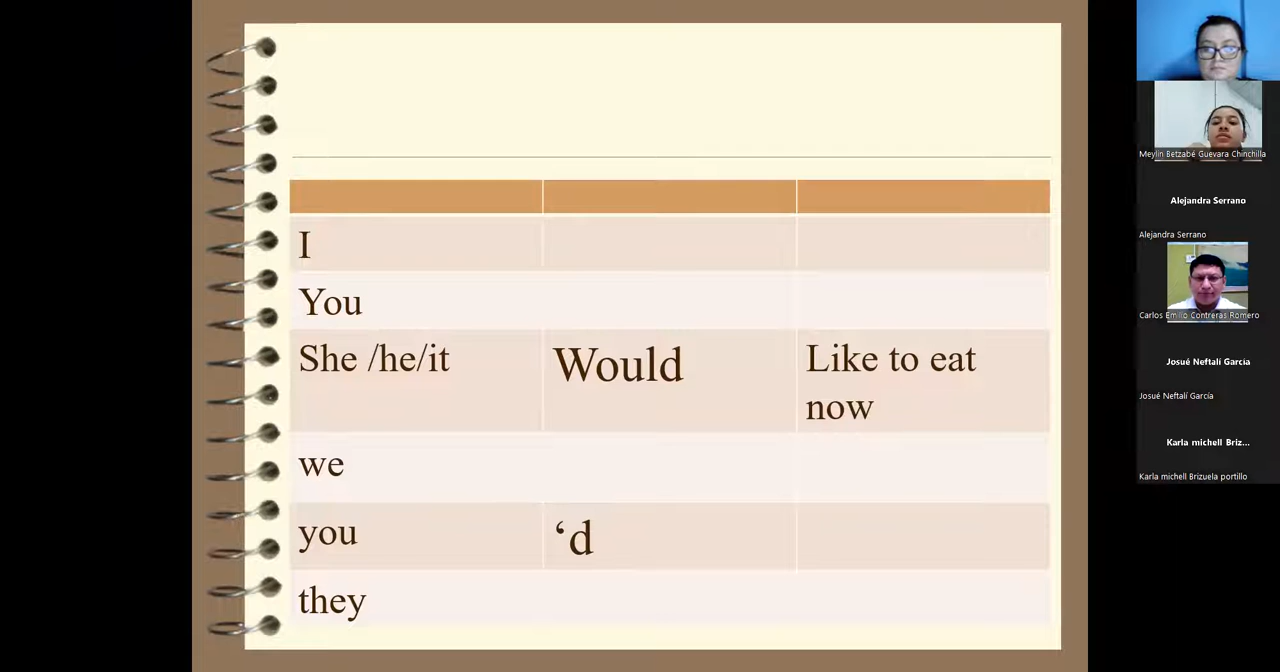 I
You
She /he/it
Would
Like to eat
now
we
you
‘d
they
Meylin Betzabé Guevara Chinchilla
Alejandra Serrano
Alejandra Serrano
Carlos Emilio Contreras Romero
Josué Neftalí García
Josué Neftalí García
Karla michell Briz...
Karla michell Brizuela portillo